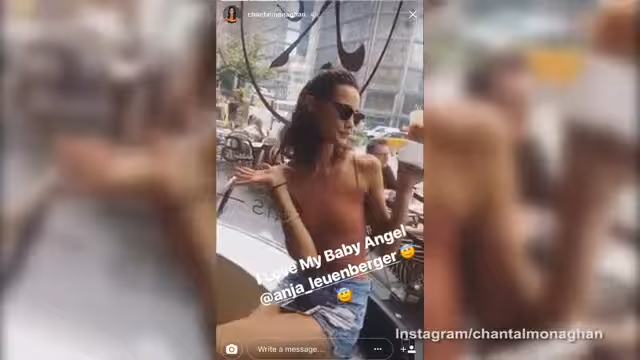 chantalmonaghan
I Love My Baby Angel
@anja_leuenberger 😇
😇
Write a message...
Instagram/chantalmonaghan